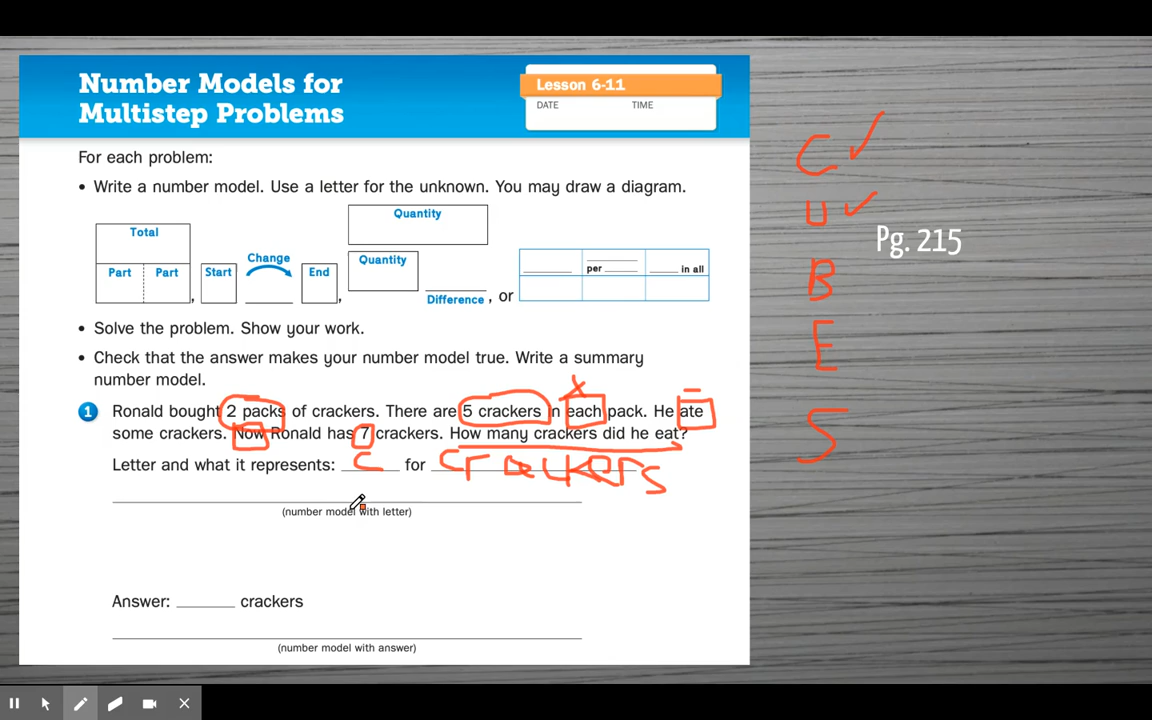 Number Models for
Multistep Problems
Lesson 6-11
DATE TIME
For each problem:
• Write a number model. Use a letter for the unknown. You may draw a diagram.
Total
Part Part
,
Start
Change
End
,
Quantity
Quantity
Difference
, or
per
in all
• Solve the problem. Show your work.
• Check that the answer makes your number model true. Write a summary
number model.
1 Ronald bought 2 packs of crackers. There are 5 crackers in each pack. He ate
some crackers. Now Ronald has 7 crackers. How many crackers did he eat?
x
−
Letter and what it represents: C for crackers
(number model with letter)
Answer: ______ crackers
(number model with answer)
C ✓
U ✓
B
E
S
Pg. 215